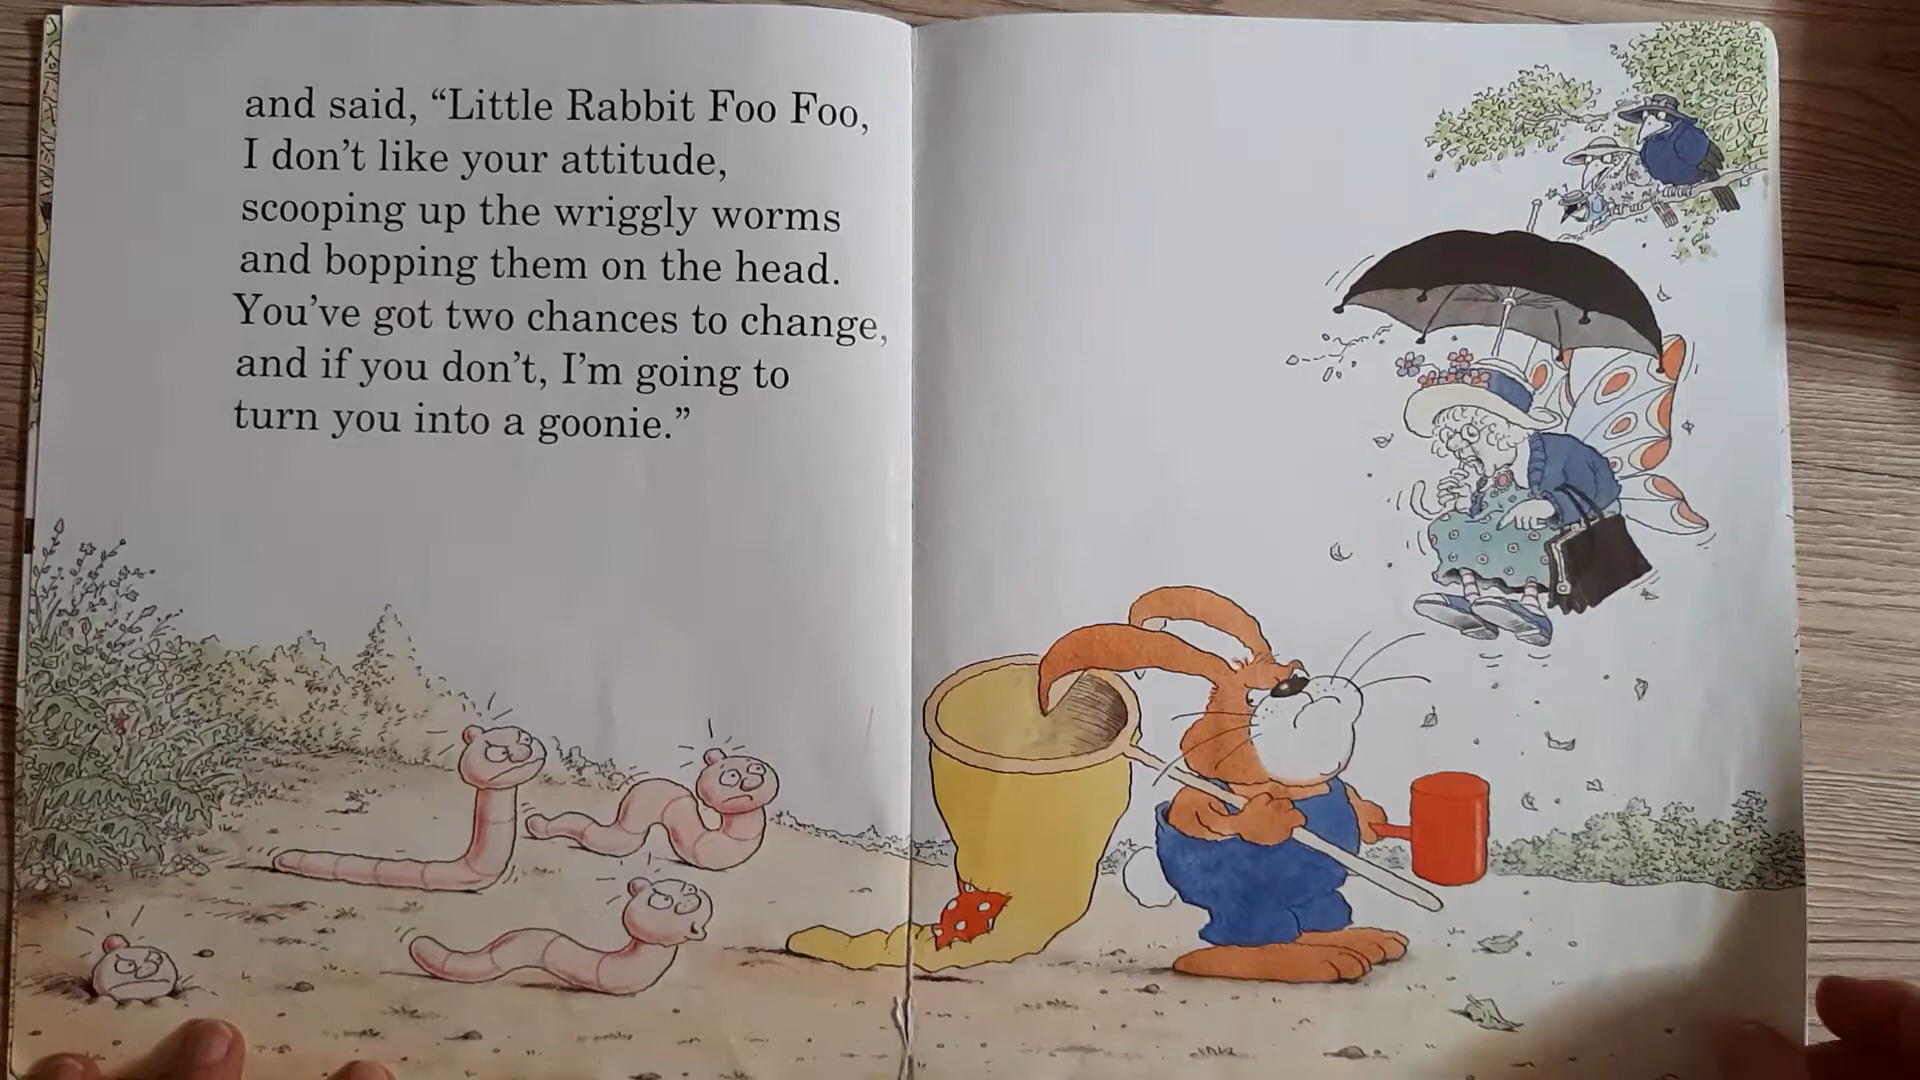 and said, “Little Rabbit Foo Foo,
I don’t like your attitude,
scooping up the wriggly worms
and bopping them on the head.
You’ve got two chances to change,
and if you don’t, I’m going to
turn you into a goonie.”